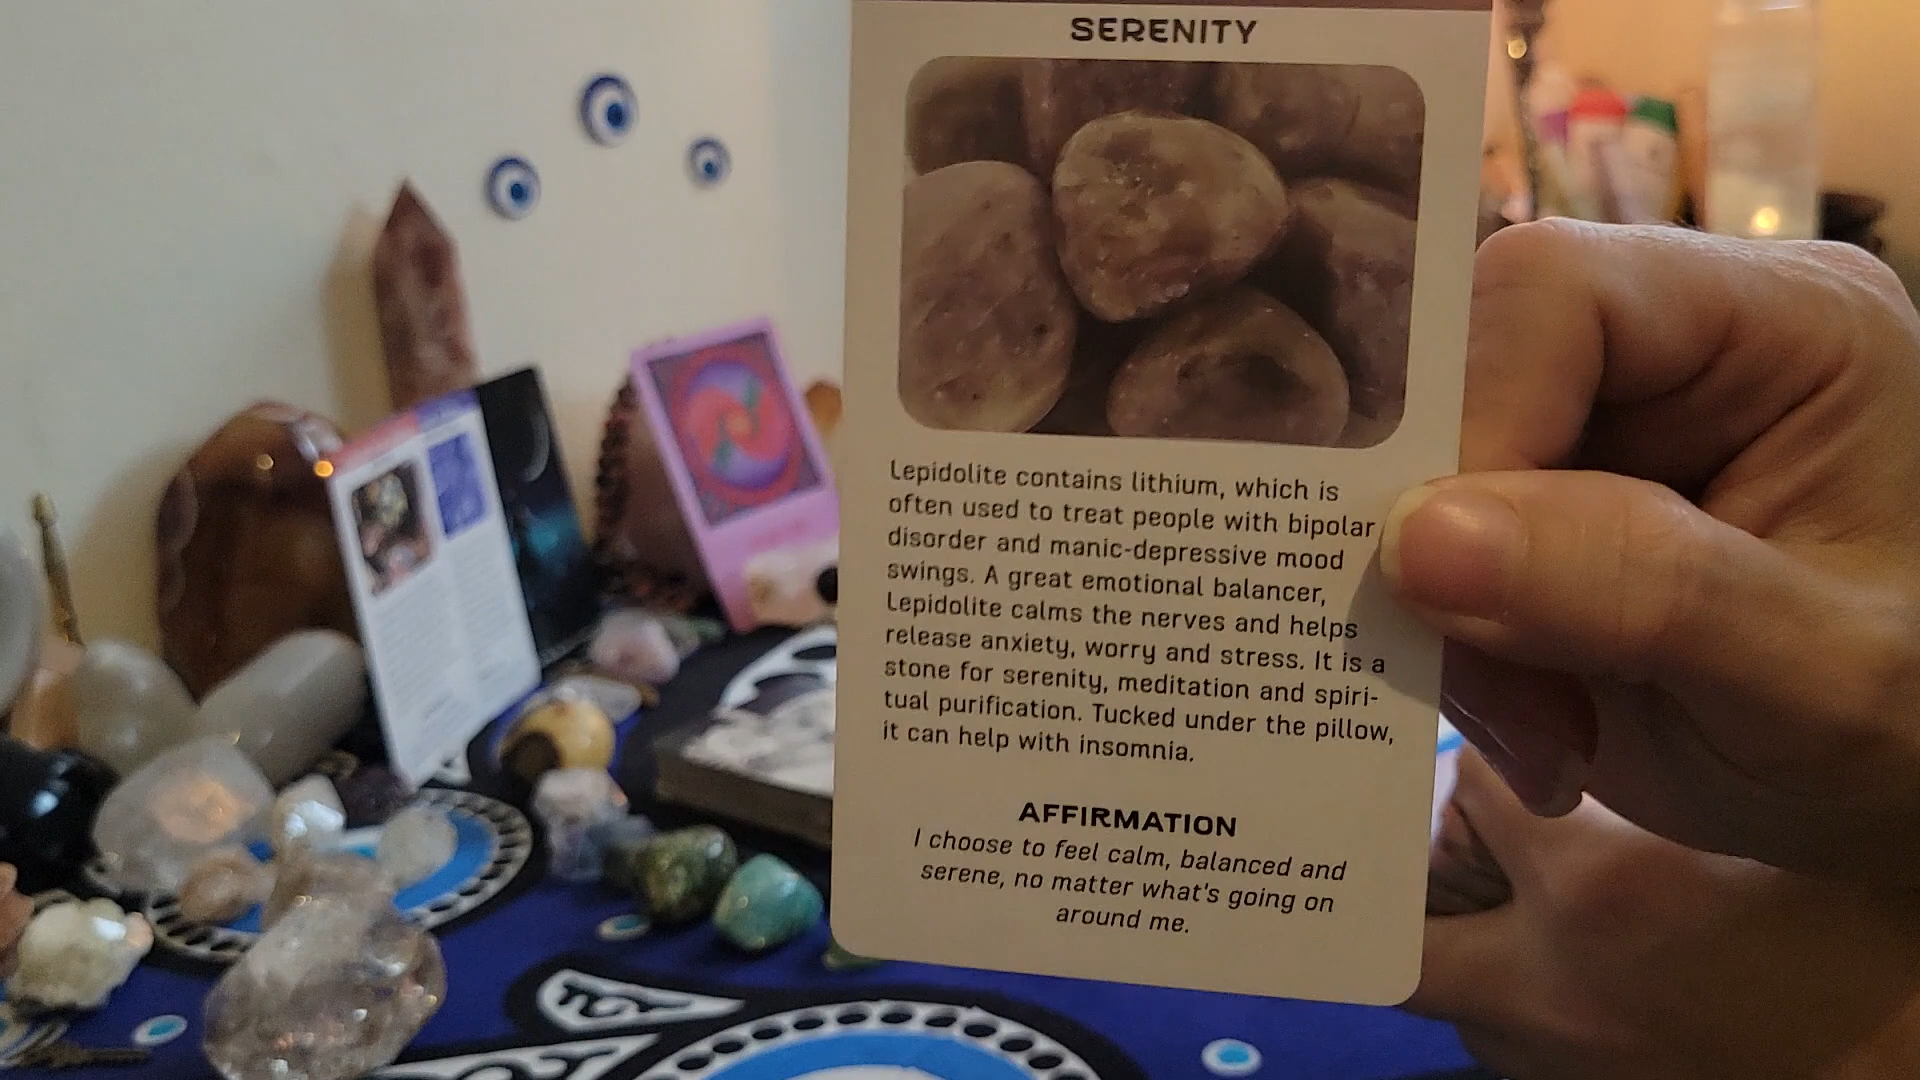 SERENITY
Lepidolite contains lithium, which is
often used to treat people with bipolar
disorder and manic-depressive mood
swings. A great emotional balancer,
Lepidolite calms the nerves and helps
release anxiety, worry and stress. It is a
stone for serenity, meditation and spiri-
tual purification. Tucked under the pillow,
it can help with insomnia.
AFFIRMATION
I choose to feel calm, balanced and
serene, no matter what's going on
around me.